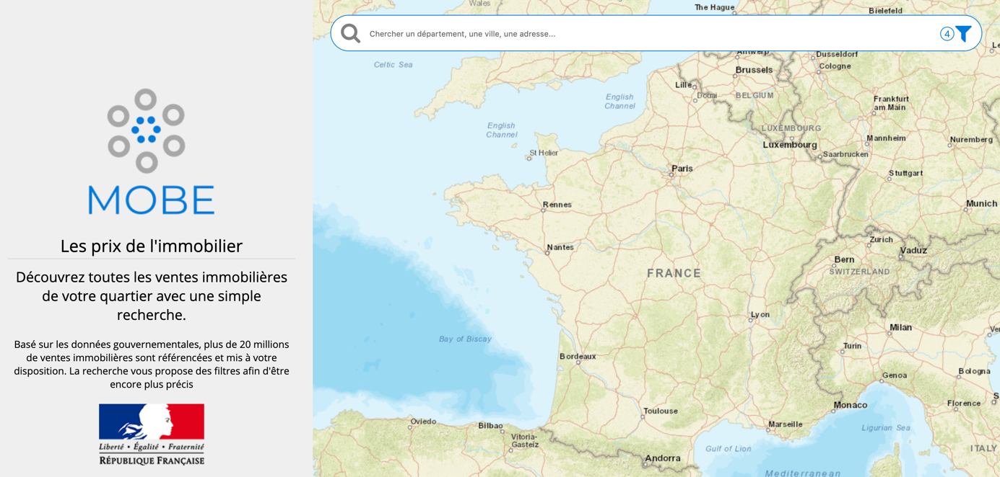 MOBE
Les prix de l'immobilier
Découvrez toutes les ventes immobilières
de votre quartier avec une simple
recherche.
Basé sur les données gouvernementales, plus de 20 millions
de ventes immobilières sont référencées et mis à votre
disposition. La recherche vous propose des filtres afin d'être
encore plus précis
Liberté • Égalité • Fraternité
RÉPUBLIQUE FRANÇAISE
Wales
The Hague
Bielefeld
Chercher un département, une ville, une adresse...
4
Antwerp
Dusseldorf
Celtic Sea
Cologne
Brussels
Lille
Douai
BELGIUM
English
Channel
Frankfurt
am Main
English
Channel
LUXEMBOURG
Luxembourg
Mannheim
Nuremberg
St Helier
Saarbrucken
Paris
Stuttgart
Rennes
Munich
Nantes
Zurich
Vaduz
Bern
SWITZERLAND
FRANCE
Lyon
Milan
Bay of Biscay
Turin
Bordeaux
Genoa
Bologna
Monaco
Florence
Toulouse
Oviedo
Bilbao
Marseille
Ligurian Sea
Vitoria-
Gasteiz
Gulf of Lion
ITALY
Andorra
Mediterranean